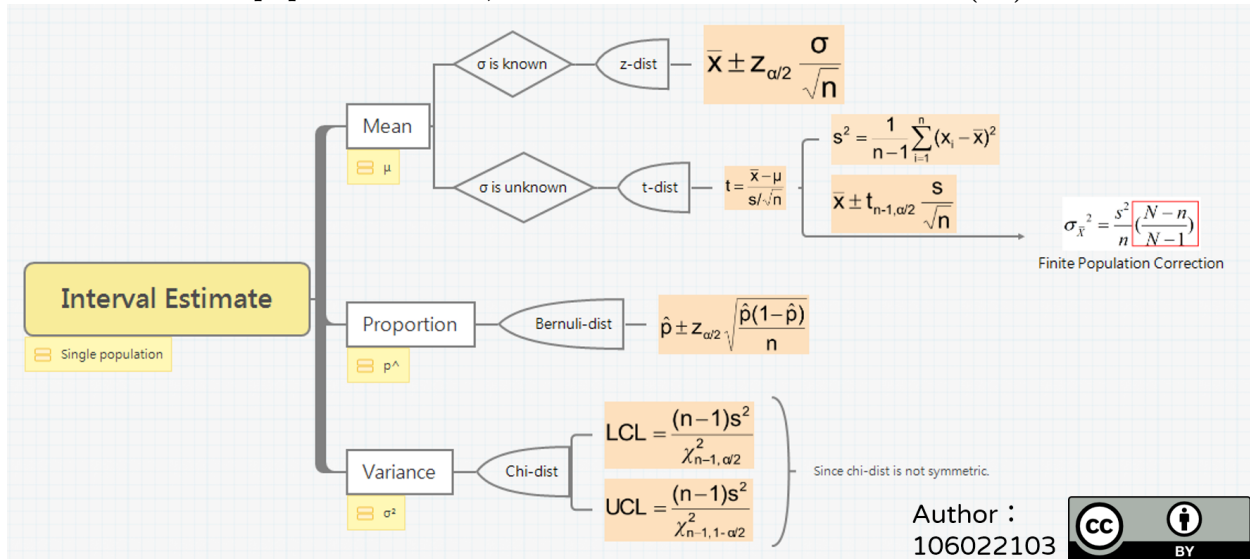 σ is known
z-dist
x̄ ± z_{α/2} σ/√n
Mean
μ
s² = 1/(n−1) ∑_{i=1}^{n} (xᵢ − x̄)²
σ is unknown
t-dist
t = (x̄−μ)/(s/√n)
x̄ ± t_{n-1,α/2} s/√n
σ_{X̄}² = s²/n ((N − n)/(N − 1))
Finite Population Correction
Interval Estimate
Single population
Proportion
Bernuli-dist
p̂ ± z_{α/2} √(p̂(1−p̂)/n)
p^
LCL = (n−1)s²/χ²_{n−1, α/2}
Variance
Chi-dist
Since chi-dist is not symmetric.
σ²
UCL = (n−1)s²/χ²_{n−1, 1-α/2}
Author：
106022103
cc
BY